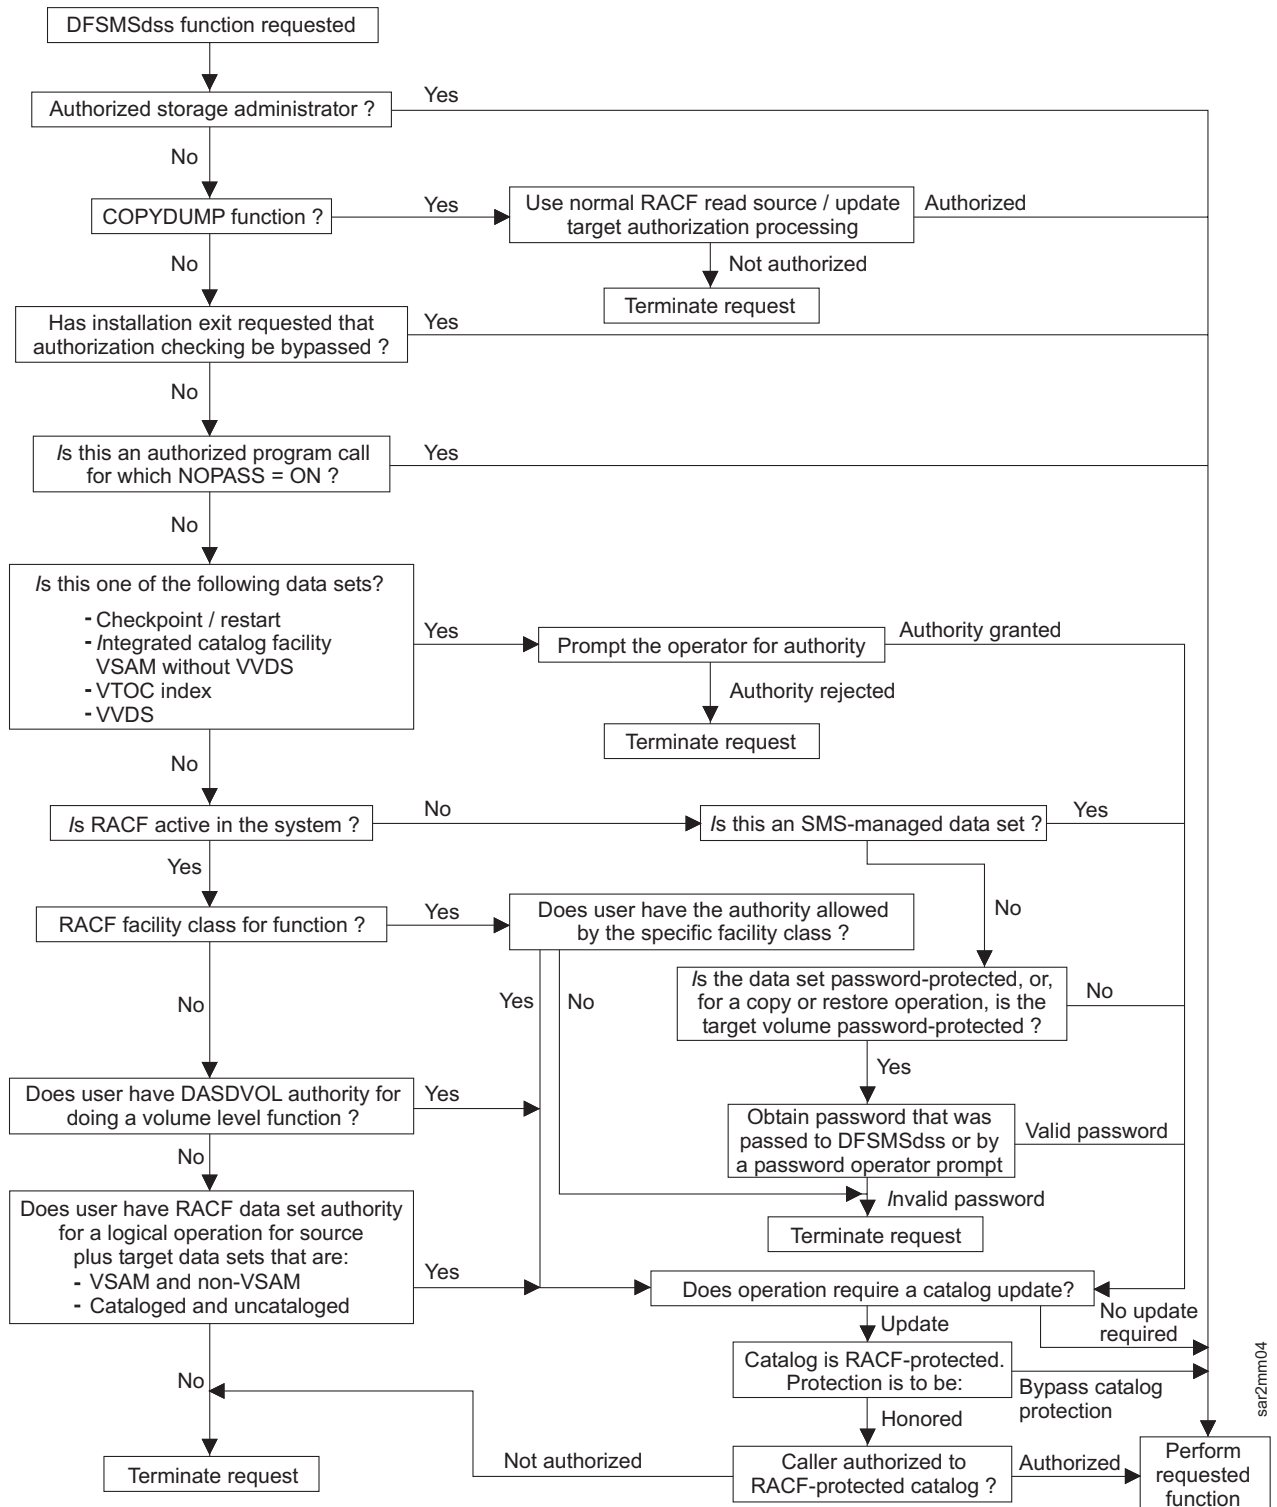 DFSMSdss function requested
Authorized storage administrator ?
Yes
No
COPYDUMP function ?
Yes
Use normal RACF read source / update
target authorization processing
Authorized
No
Not authorized
Terminate request
Has installation exit requested that
authorization checking be bypassed ?
Yes
No
Is this an authorized program call
for which NOPASS = ON ?
Yes
No
Is this one of the following data sets?
- Checkpoint / restart
- Integrated catalog facility
VSAM without VVDS
- VTOC index
- VVDS
Yes
Prompt the operator for authority
Authority granted
Authority rejected
Terminate request
No
Is RACF active in the system ?
No
Is this an SMS-managed data set ?
Yes
Yes
No
RACF facility class for function ?
Yes
Does user have the authority allowed
by the specific facility class ?
Is the data set password-protected, or,
for a copy or restore operation, is the
target volume password-protected ?
No
No
Yes
No
Yes
Does user have DASDVOL authority for
doing a volume level function ?
Yes
Obtain password that was
passed to DFSMSdss or by
a password operator prompt
Valid password
No
Invalid password
Terminate request
Does user have RACF data set authority
for a logical operation for source
plus target data sets that are:
- VSAM and non-VSAM
- Cataloged and uncataloged
Yes
Does operation require a catalog update?
No update
required
Update
Catalog is RACF-protected.
Protection is to be:
Bypass catalog
protection
No
Honored
Not authorized
Caller authorized to
RACF-protected catalog ?
Authorized
Perform
requested
function
Terminate request
sar2mm04